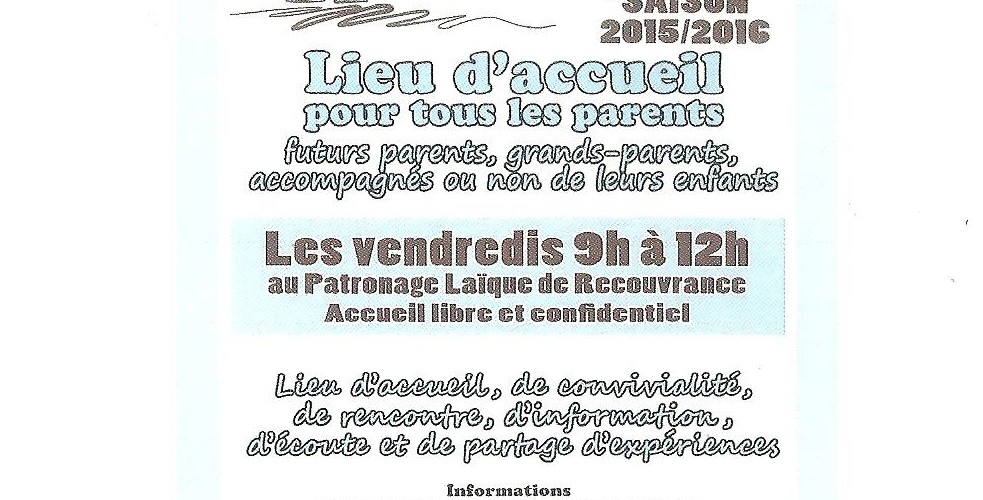 SAISON
2015/2016
Lieu d'accueil
pour tous les parents
futurs parents, grands-parents,
accompagnés ou non de leurs enfants
Les vendredis 9h à 12h
au Patronage Laïque de Recouvrance
Accueil libre et confidentiel
Lieu d'accueil, de convivialité,
de rencontre, d'information,
d'écoute et de partage d'expériences
Informations